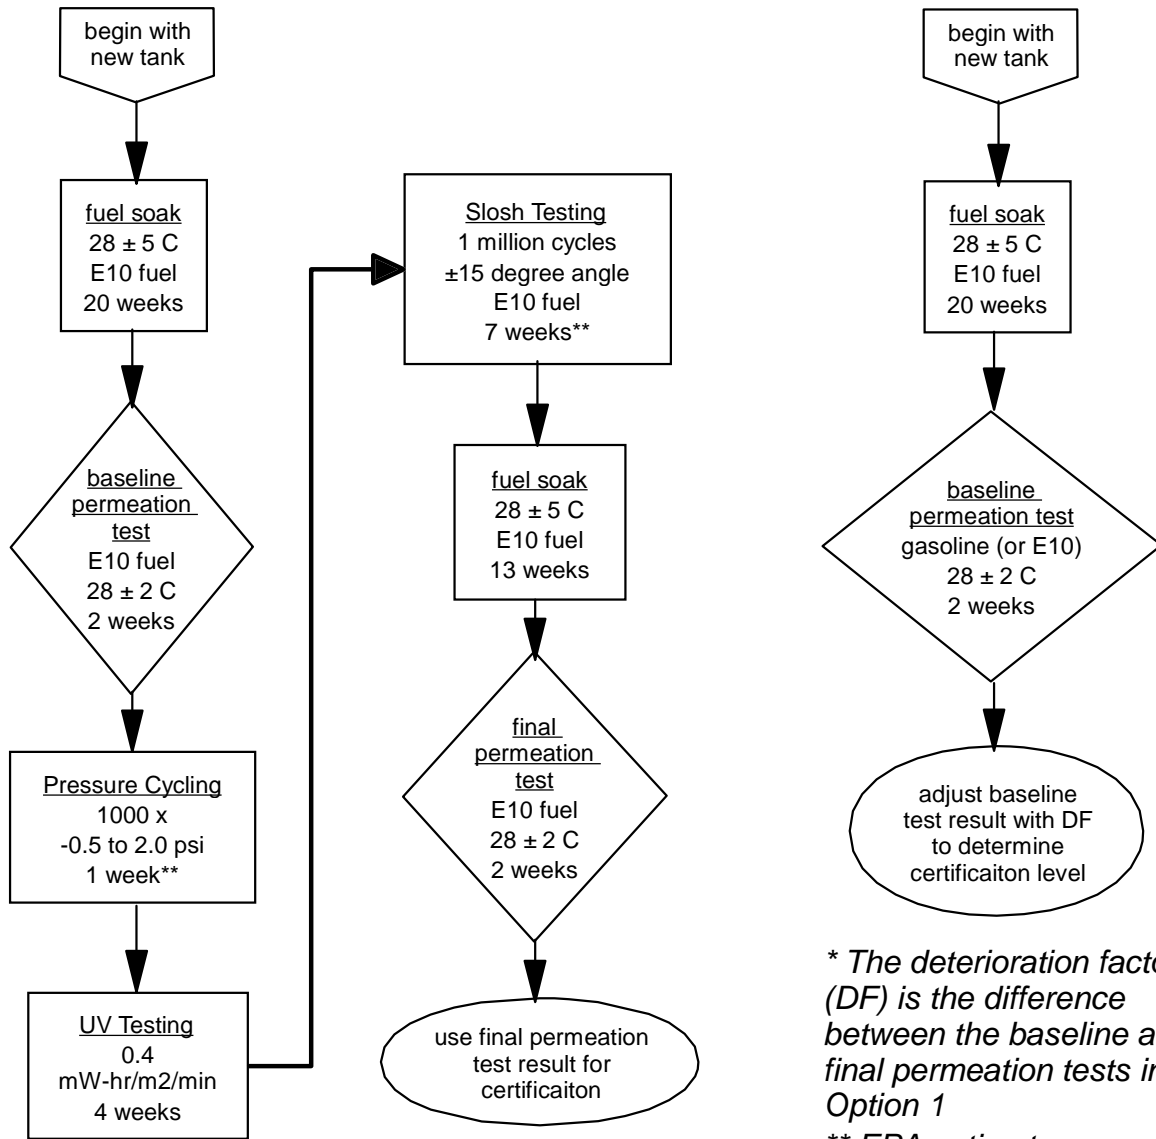 begin with
new tank
fuel soak
28 ± 5 C
E10 fuel
20 weeks
baseline
permeation
test
E10 fuel
28 ± 2 C
2 weeks
Pressure Cycling
1000 x
-0.5 to 2.0 psi
1 week**
UV Testing
0.4
mW-hr/m2/min
4 weeks
Slosh Testing
1 million cycles
±15 degree angle
E10 fuel
7 weeks**
fuel soak
28 ± 5 C
E10 fuel
13 weeks
final
permeation
test
E10 fuel
28 ± 2 C
2 weeks
use final permeation
test result for
certificaiton
begin with
new tank
fuel soak
28 ± 5 C
E10 fuel
20 weeks
baseline
permeation test
gasoline (or E10)
28 ± 2 C
2 weeks
adjust baseline
test result with DF
to determine
certificaiton level
* The deterioration facto
(DF) is the difference
between the baseline a
final permeation tests in
Option 1
** EPA